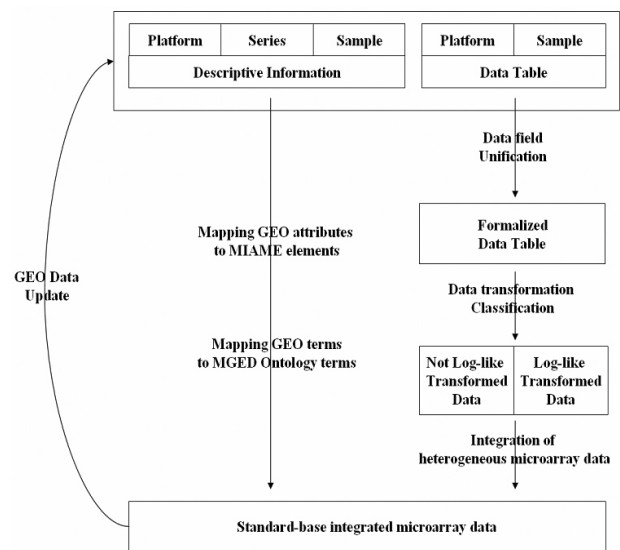 Platform Series Sample
Descriptive Information
Platform Sample
Data Table
Data field
Unification
Mapping GEO attributes
to MIAME elements
Formalized
Data Table
GEO Data
Update
Data transformation
Classification
Mapping GEO terms
to MGED Ontology terms
Not Log-like
Transformed
Data
Log-like
Transformed
Data
Integration of
heterogeneous microarray data
Standard-base integrated microarray data